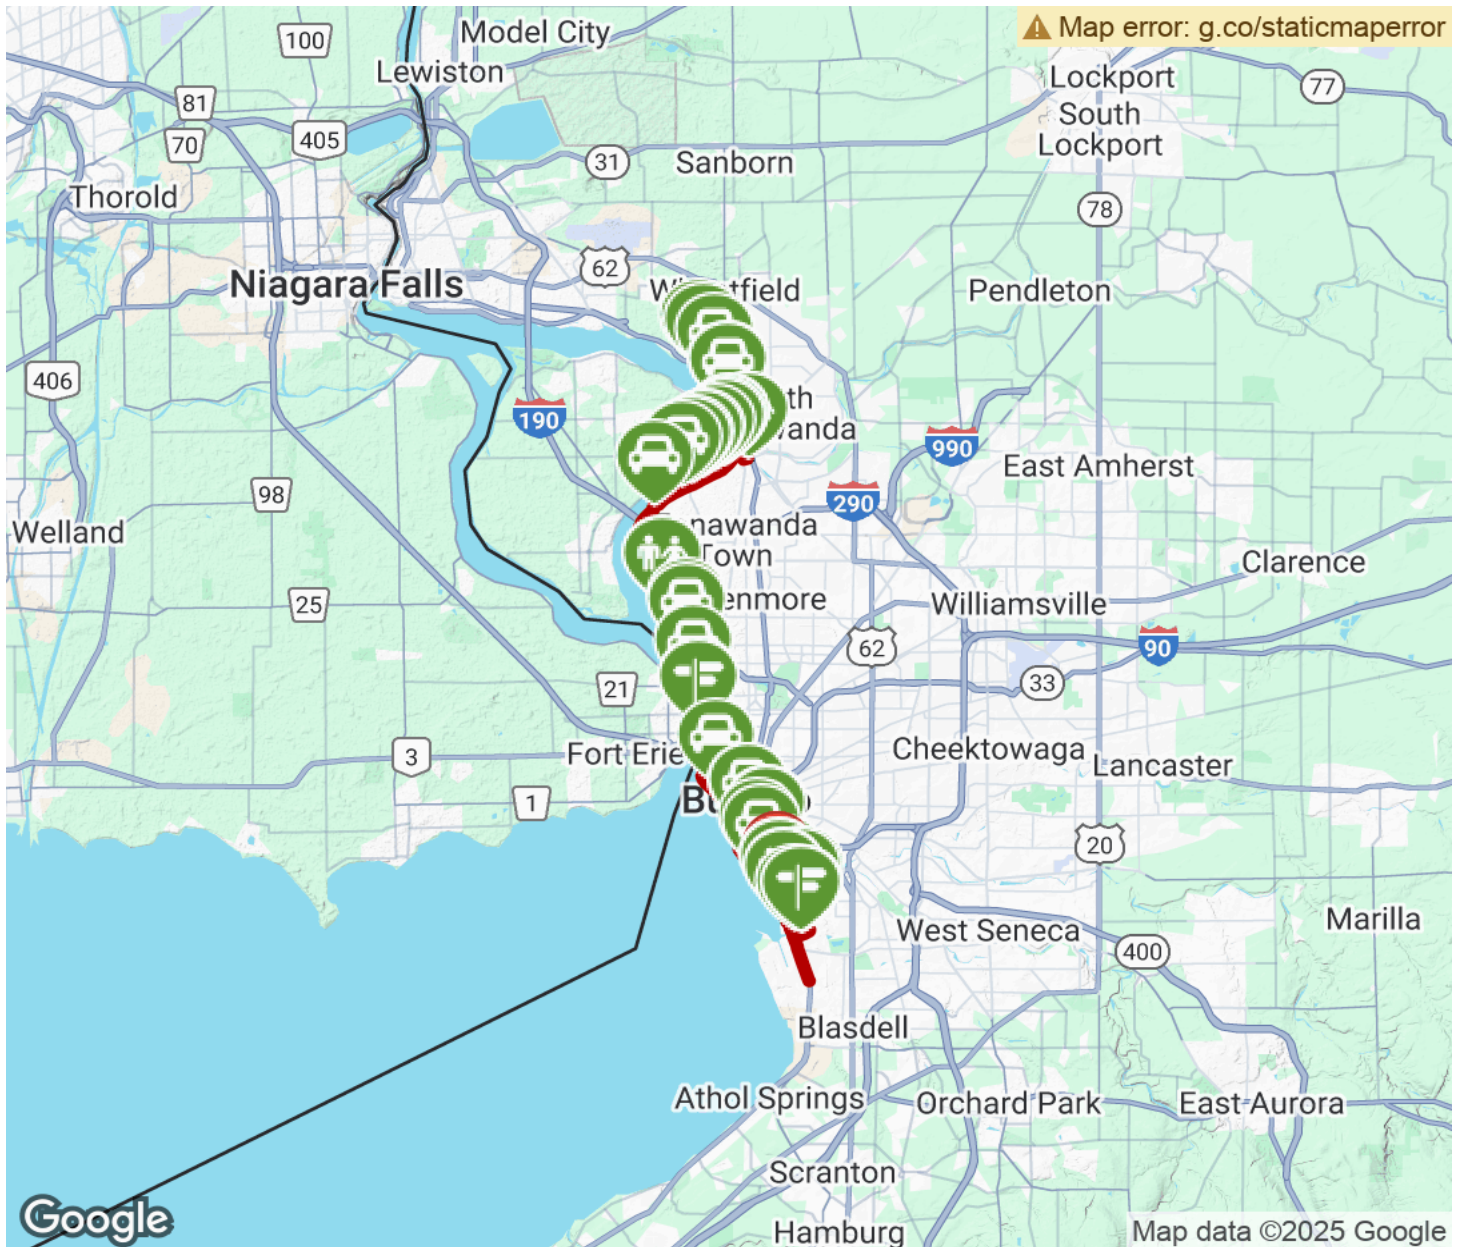 Map error: g.co/staticmaperror
Model City
100
Lewiston
Lockport
77
81
South
Lockport
405
70
31
Sanborn
Thorold
78
62
Niagara Falls
Pendleton
406
190
990
East Amherst
98
290
Welland
Town
Clarence
25
Williamsville
62
90
21
33
Fort Erie
3
Cheektowaga
Lancaster
1
20
Marilla
West Seneca
400
Blasdell
Athol Springs
Orchard Park
East Aurora
Scranton
Google
Hamburg
Map data ©2025 Google